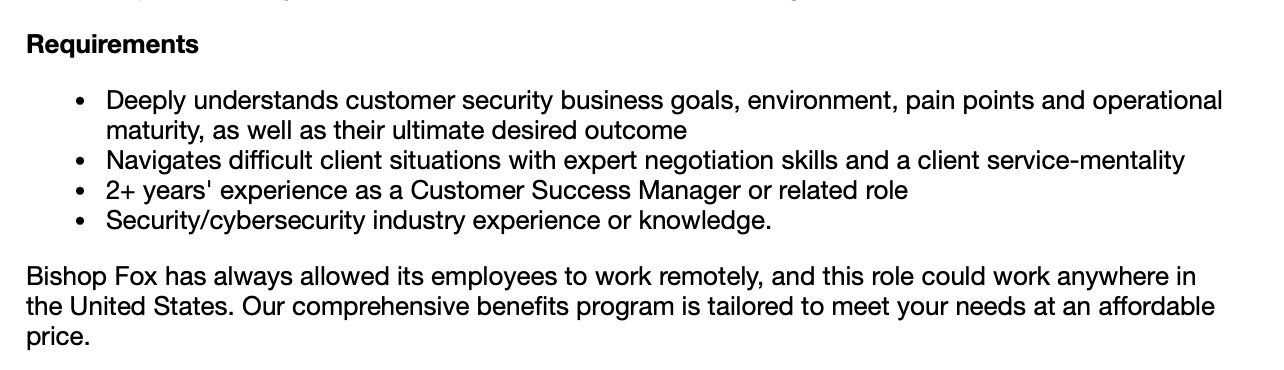 Requirements
• Deeply understands customer security business goals, environment, pain points and operational
maturity, as well as their ultimate desired outcome
• Navigates difficult client situations with expert negotiation skills and a client service-mentality
• 2+ years' experience as a Customer Success Manager or related role
• Security/cybersecurity industry experience or knowledge.
Bishop Fox has always allowed its employees to work remotely, and this role could work anywhere in
the United States. Our comprehensive benefits program is tailored to meet your needs at an affordable
price.